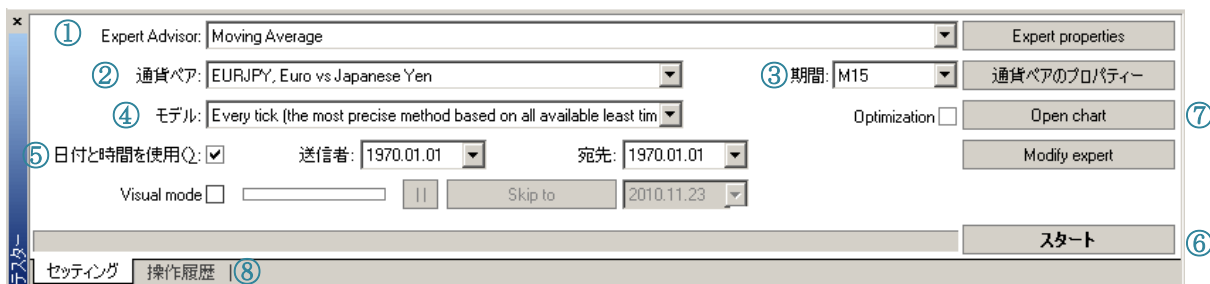 ① Expert Advisor: Moving Average Expert properties
② 通貨ペア: EURJPY, Euro vs Japanese Yen ③ 期間: M15 通貨ペアのプロパティー
④ モデル: Every tick (the most precise method based on all available least tim Optimization Open chart ⑦
⑤ 日付と時間を使用(): 送信者: 1970.01.01 宛先: 1970.01.01 Modify expert
Visual mode Skip to 2010.11.23
スタート ⑥
テスター
セッティング 操作履歴 ⑧